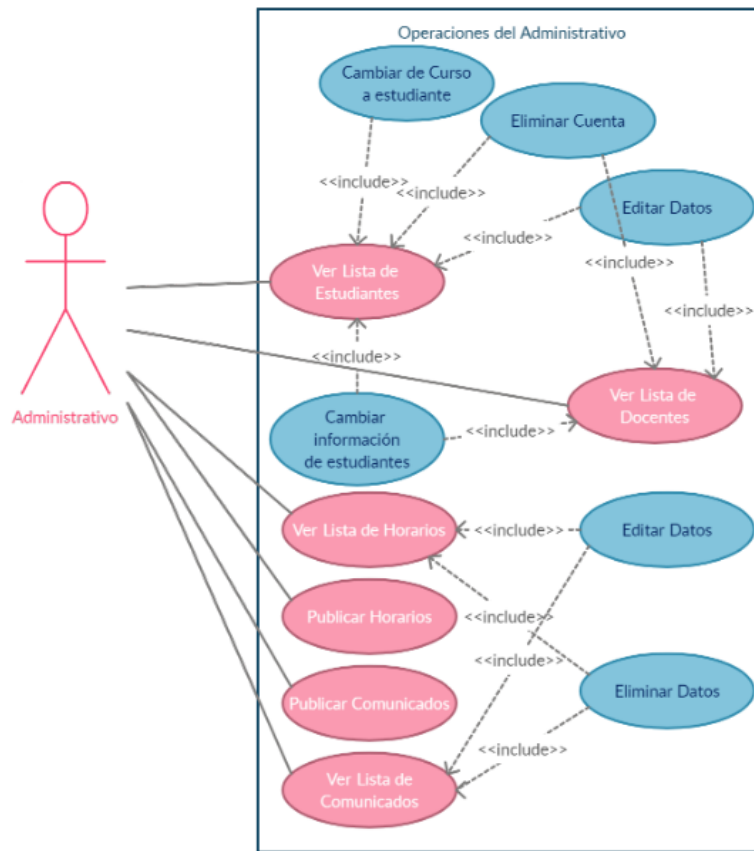 Operaciones del Administrativo
Cambiar de Curso
a estudiante
Eliminar Cuenta
<<include>>
<<include>>
Editar Datos
<<include>>
<<include>>
Ver Lista de
Estudiantes
<<include>>
<<include>>
Administrativo
Ver Lista de
Docentes
Cambiar
información
de estudiantes
<<include>>
Ver Lista de Horarios
<<include>>
Editar Datos
Publicar Horarios
<<include>>
<<include>>
Publicar Comunicados
Eliminar Datos
<<include>>
Ver Lista de
Comunicados